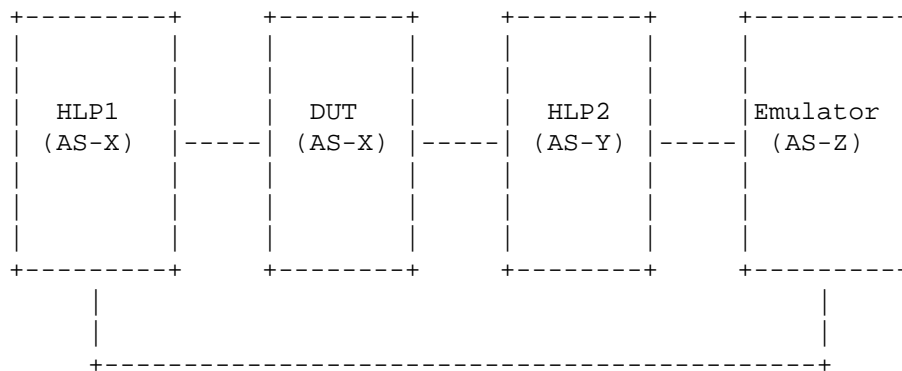 HLP1 DUT HLP2 Emulator
(AS-X) (AS-X) (AS-Y) (AS-Z)